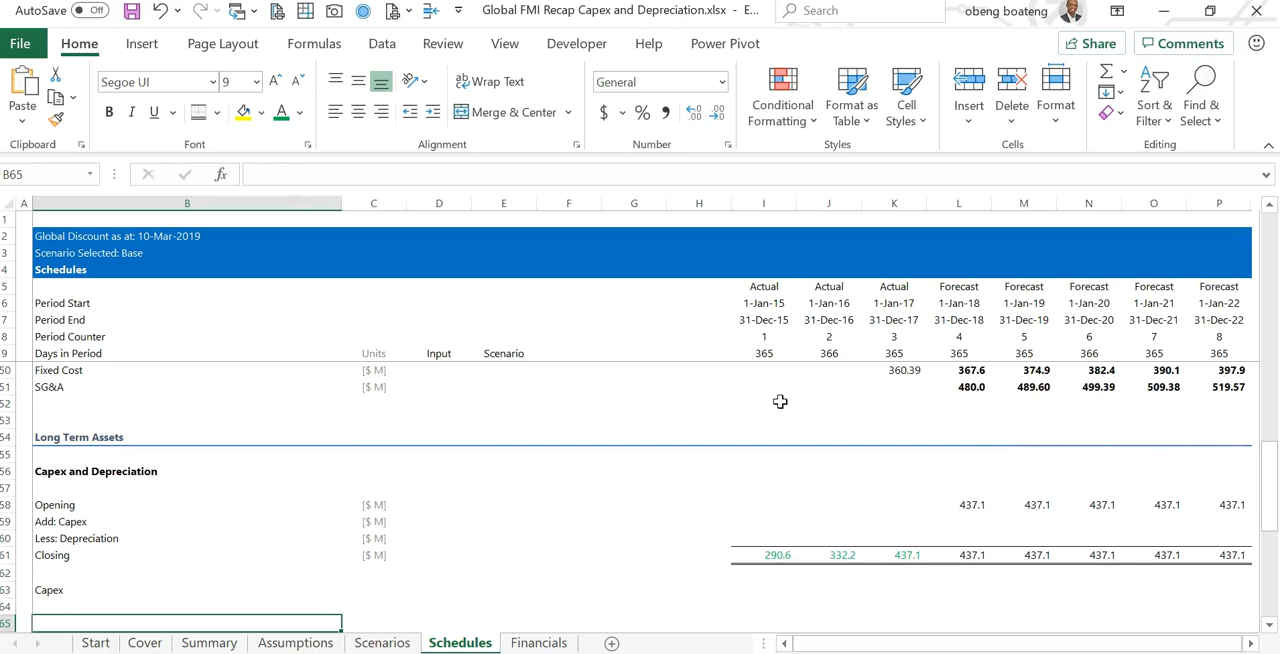 AutoSave Off Global FMI Recap Capex and Depreciation.xlsx - E... Search obeng boateng
File Home Insert Page Layout Formulas Data Review View Developer Help Power Pivot Share Comments
Segoe UI 9 Wrap Text General
Paste B I U Merge & Center $ % Conditional Formatting Format as Table Cell Styles Insert Delete Format Sort & Filter Find & Select
Clipboard Font Alignment Number Styles Cells Editing
B65 fx
A B C D E F G H I J K L M N O P
1
2 Global Discount as at: 10-Mar-2019
3 Scenario Selected: Base
4 Schedules
5 Actual Actual Actual Forecast Forecast Forecast Forecast Forecast
6 Period Start 1-Jan-15 1-Jan-16 1-Jan-17 1-Jan-18 1-Jan-19 1-Jan-20 1-Jan-21 1-Jan-22
7 Period End 31-Dec-15 31-Dec-16 31-Dec-17 31-Dec-18 31-Dec-19 31-Dec-20 31-Dec-21 31-Dec-22
8 Period Counter 1 2 3 4 5 6 7 8
9 Days in Period Units Input Scenario 365 366 365 365 365 366 365 365
50 Fixed Cost [$ M] 360.39 367.6 374.9 382.4 390.1 397.9
51 SG&A [$ M] 480.0 489.60 499.39 509.38 519.57
52
53
54 Long Term Assets
55
56 Capex and Depreciation
57
58 Opening [$ M] 437.1 437.1 437.1 437.1 437.1
59 Add: Capex [$ M]
60 Less: Depreciation [$ M]
61 Closing [$ M] 290.6 332.2 437.1 437.1 437.1 437.1 437.1 437.1
62
63 Capex
64
65
Start Cover Summary Assumptions Scenarios Schedules Financials